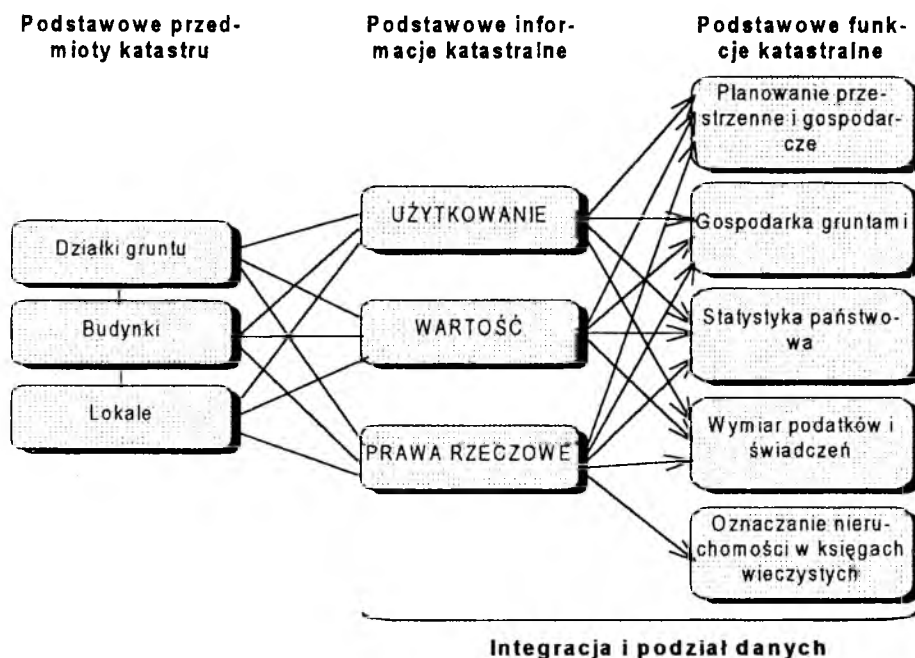 Podstawowe przed-
mioty katastru
Podstawowe infor-
macje katastralne
Podstawowe funk-
cje katastralne
Działki gruntu
Budynki
Lokale
UŻYTKOWANIE
WARTOŚĆ
PRAWA RZECZOWE
Planowanie prze-
strzenne i gospodar-
cze
Gospodarka gruntami
Statystyka państwo-
wa
Wymiar podatków i
świadczeń
Oznaczanie nieru-
chomości w księgach
wieczystych
Integracja i podział danych